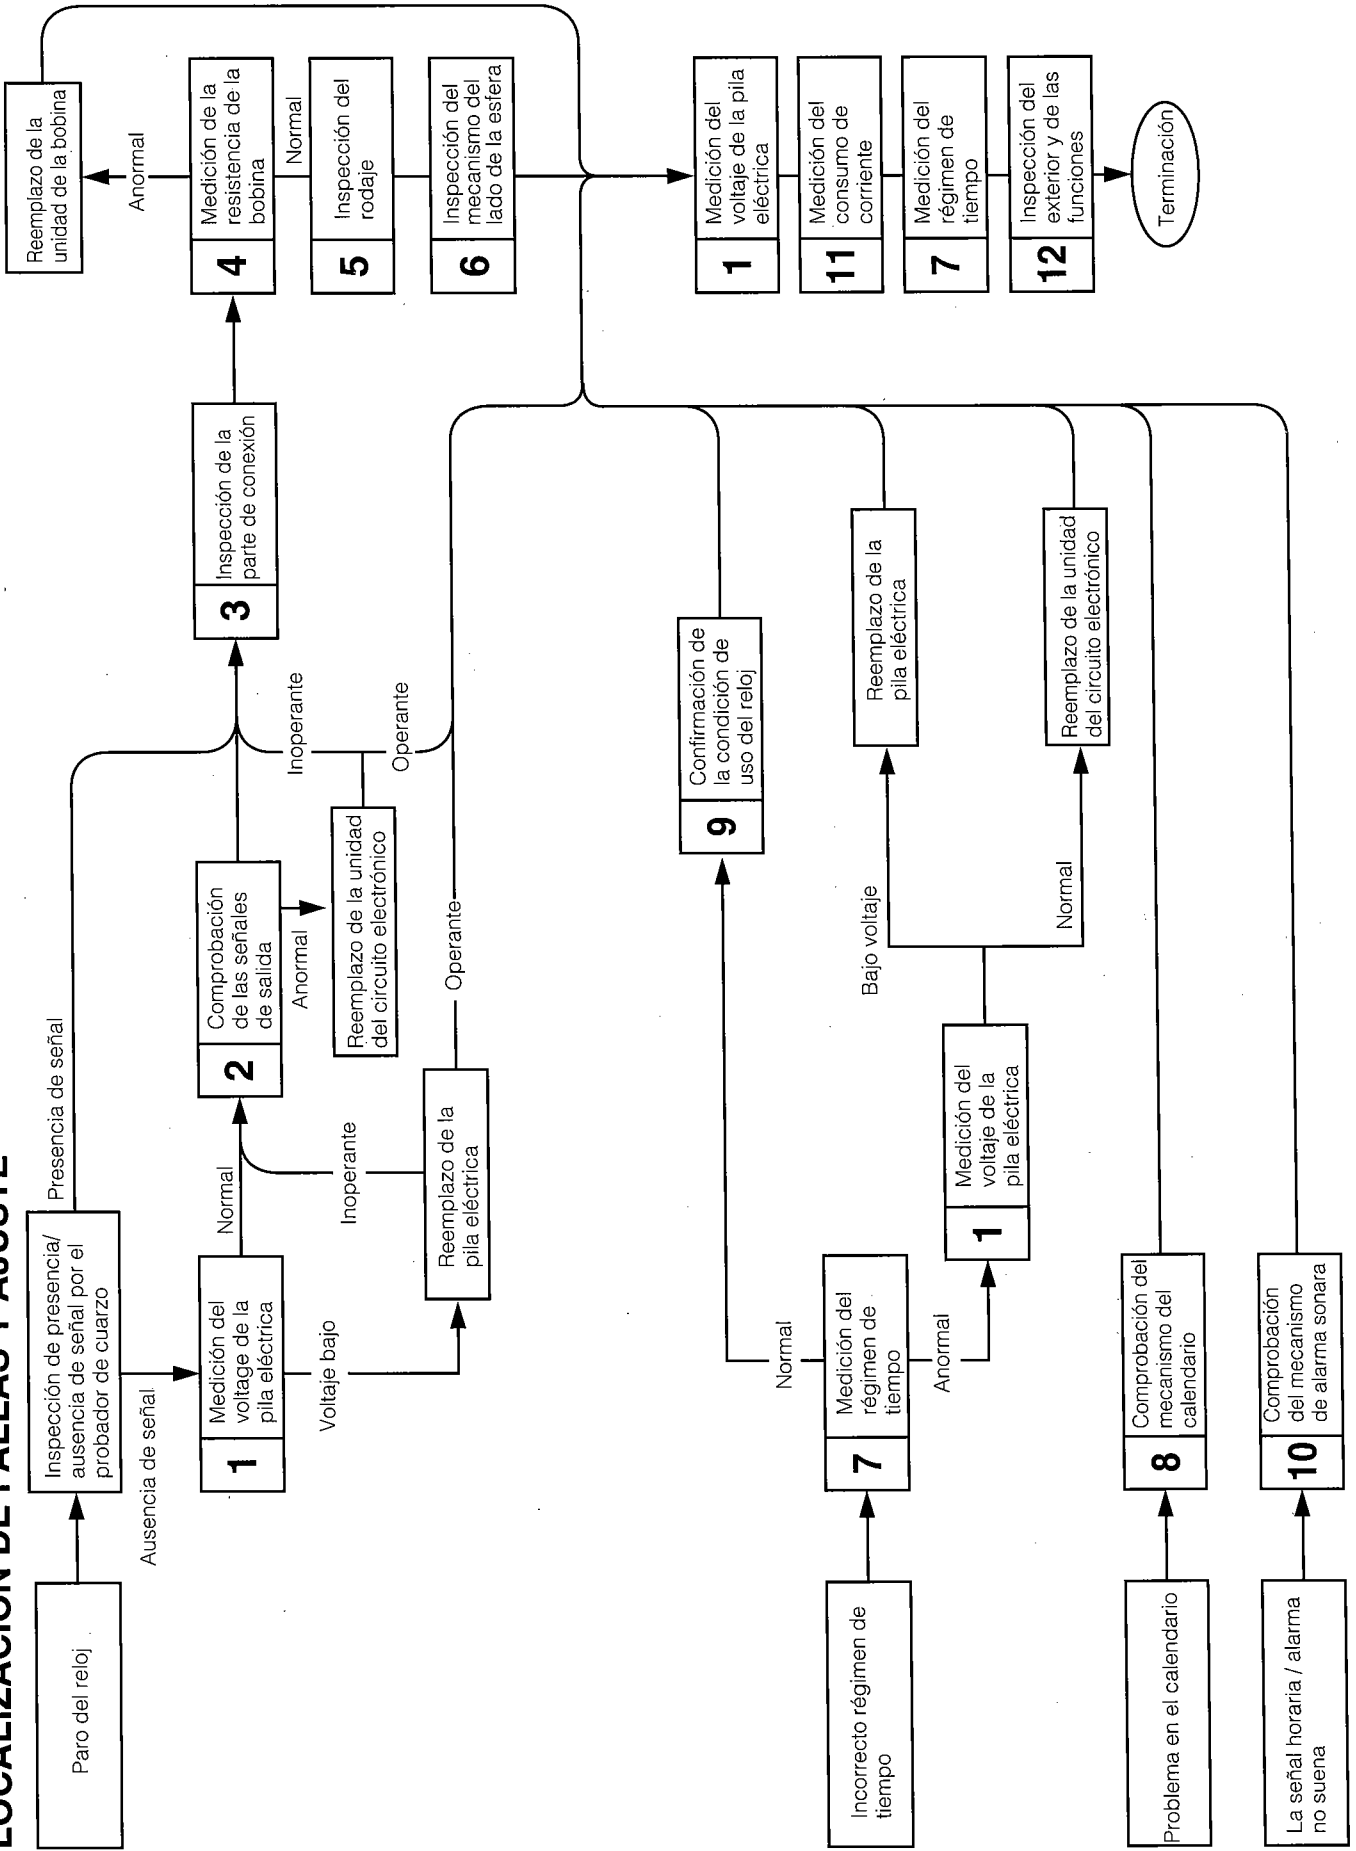 LOCALIZACION DE FALLAS Y AJUSTE
Paro del reloj
Inspección de presencia/
ausencia de señal por el
probador de cuarzo
Presencia de señal
Ausencia de señal
1
Medición del
voltage de la
pila eléctrica
Normal
Voltaje bajo
Inoperante
Reemplazo de la
pila eléctrica
Operante
2
Comprobación
de las señales
de salida
Anormal
Reemplazo de la unidad
del circuito electrónico
Inoperante
Operante
3
Inspección de la
parte de conexión
4
Medición de la
resistencia de la
bobina
Anormal
Reemplazo de la
unidad de la bobina
Normal
5
Inspección del
rodaje
6
Inspección del
mecanismo del
lado de la esfera
Incorrecto régimen de
tiempo
7
Medición del
régimen de
tiempo
Normal
Anormal
9
Confirmación de
la condición de
uso del reloj
1
Medición del
voltaje de la
pila eléctrica
Bajo voltaje
Normal
Reemplazo de la
pila eléctrica
Reemplazo de la unidad
del circuito electrónico
Problema en el calendario
8
Comprobación del
mecanismo del
calendario
La señal horaria / alarma
no suena
10
Comprobación
del mecanismo
de alarma sonara
1
Medición del
voltaje de la pila
eléctrica
11
Medición del
consumo de
corriente
7
Medición del
régimen de
tiempo
12
Inspección del
exterior y de las
funciones
Terminación